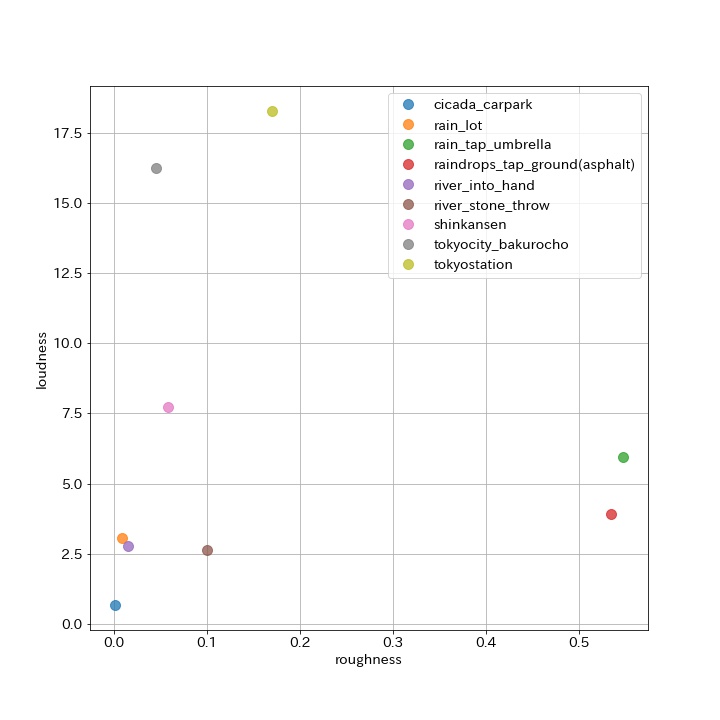 cicada_carpark
rain_lot
rain_tap_umbrella
raindrops_tap_ground(asphalt)
river_into_hand
river_stone_throw
shinkansen
tokyocity_bakurocho
tokyostation
17.5
15.0
12.5
10.0
7.5
5.0
2.5
0.0
loudness
0.0 0.1 0.2 0.3 0.4 0.5
roughness